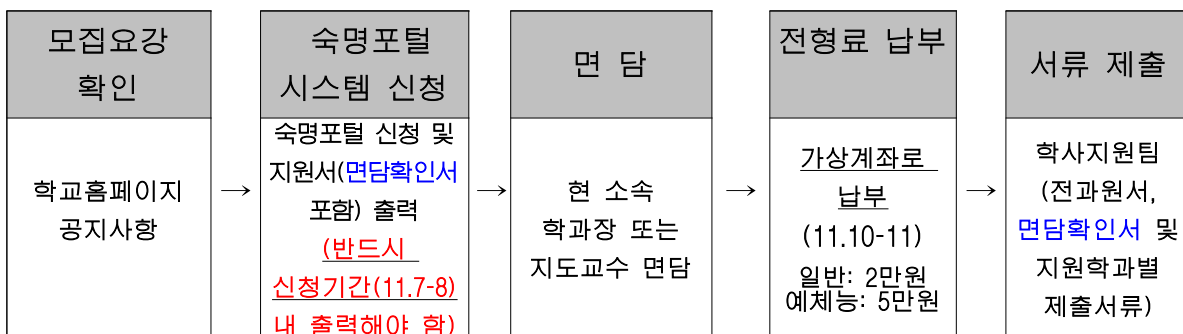 모집요강
확인
학교홈페이지
공지사항
→
숙명포털
시스템 신청
숙명포털 신청 및
지원서(면담확인서
포함) 출력
(반드시
신청기간(11.7-8)
내 출력해야 함)
→
면 담
현 소속
학과장 또는
지도교수 면담
→
전형료 납부
가상계좌로
납부
(11.10-11)
일반: 2만원
예체능: 5만원
→
서류 제출
학사지원팀
(전과원서,
면담확인서 및
지원학과별
제출서류)